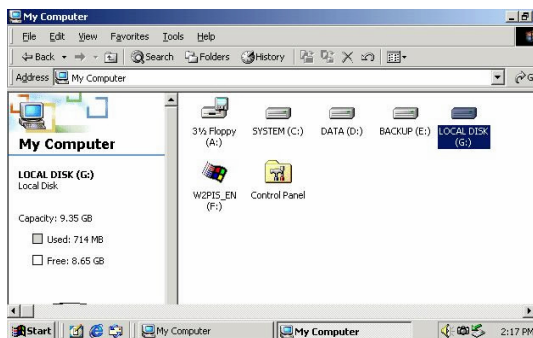 My Computer
File Edit View Favorites Tools Help
Back Search Folders History
Address My Computer G
My Computer
LOCAL DISK (G:)
Local Disk
Capacity: 9.35 GB
Used: 714 MB
Free: 8.65 GB
3½ Floppy (A:)
SYSTEM (C:)
DATA (D:)
BACKUP (E:)
LOCAL DISK (G:)
W2PIS_EN (F:)
Control Panel
Start My Computer My Computer 2:17 PM